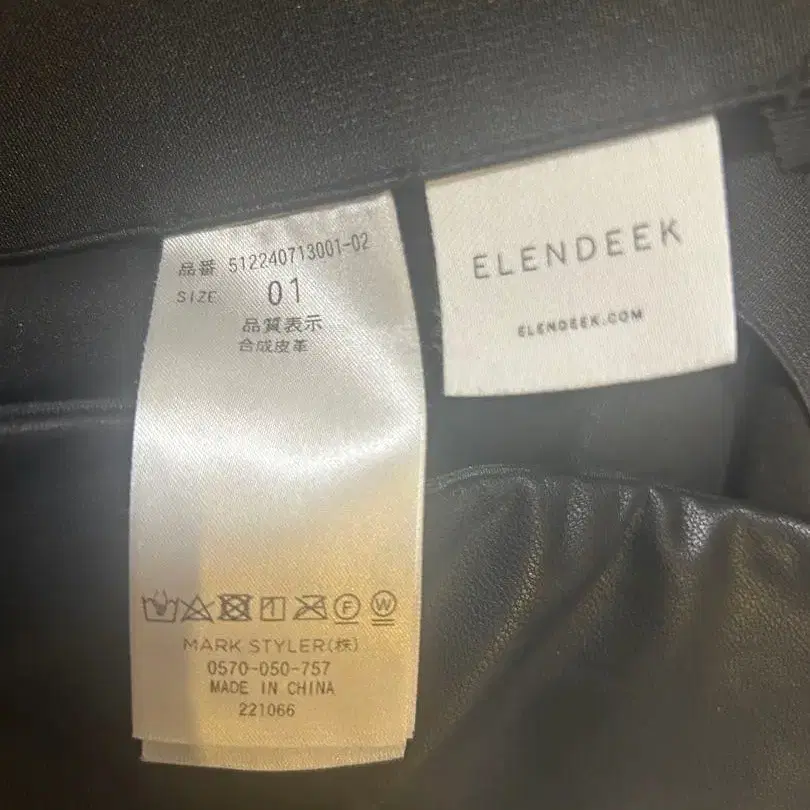 品番 512240713001-02
SIZE 01
品質表示
合成皮革
F W
MARK STYLER(株)
0570-050-757
MADE IN CHINA
221066
ELENDEEK
ELENDEEK.COM